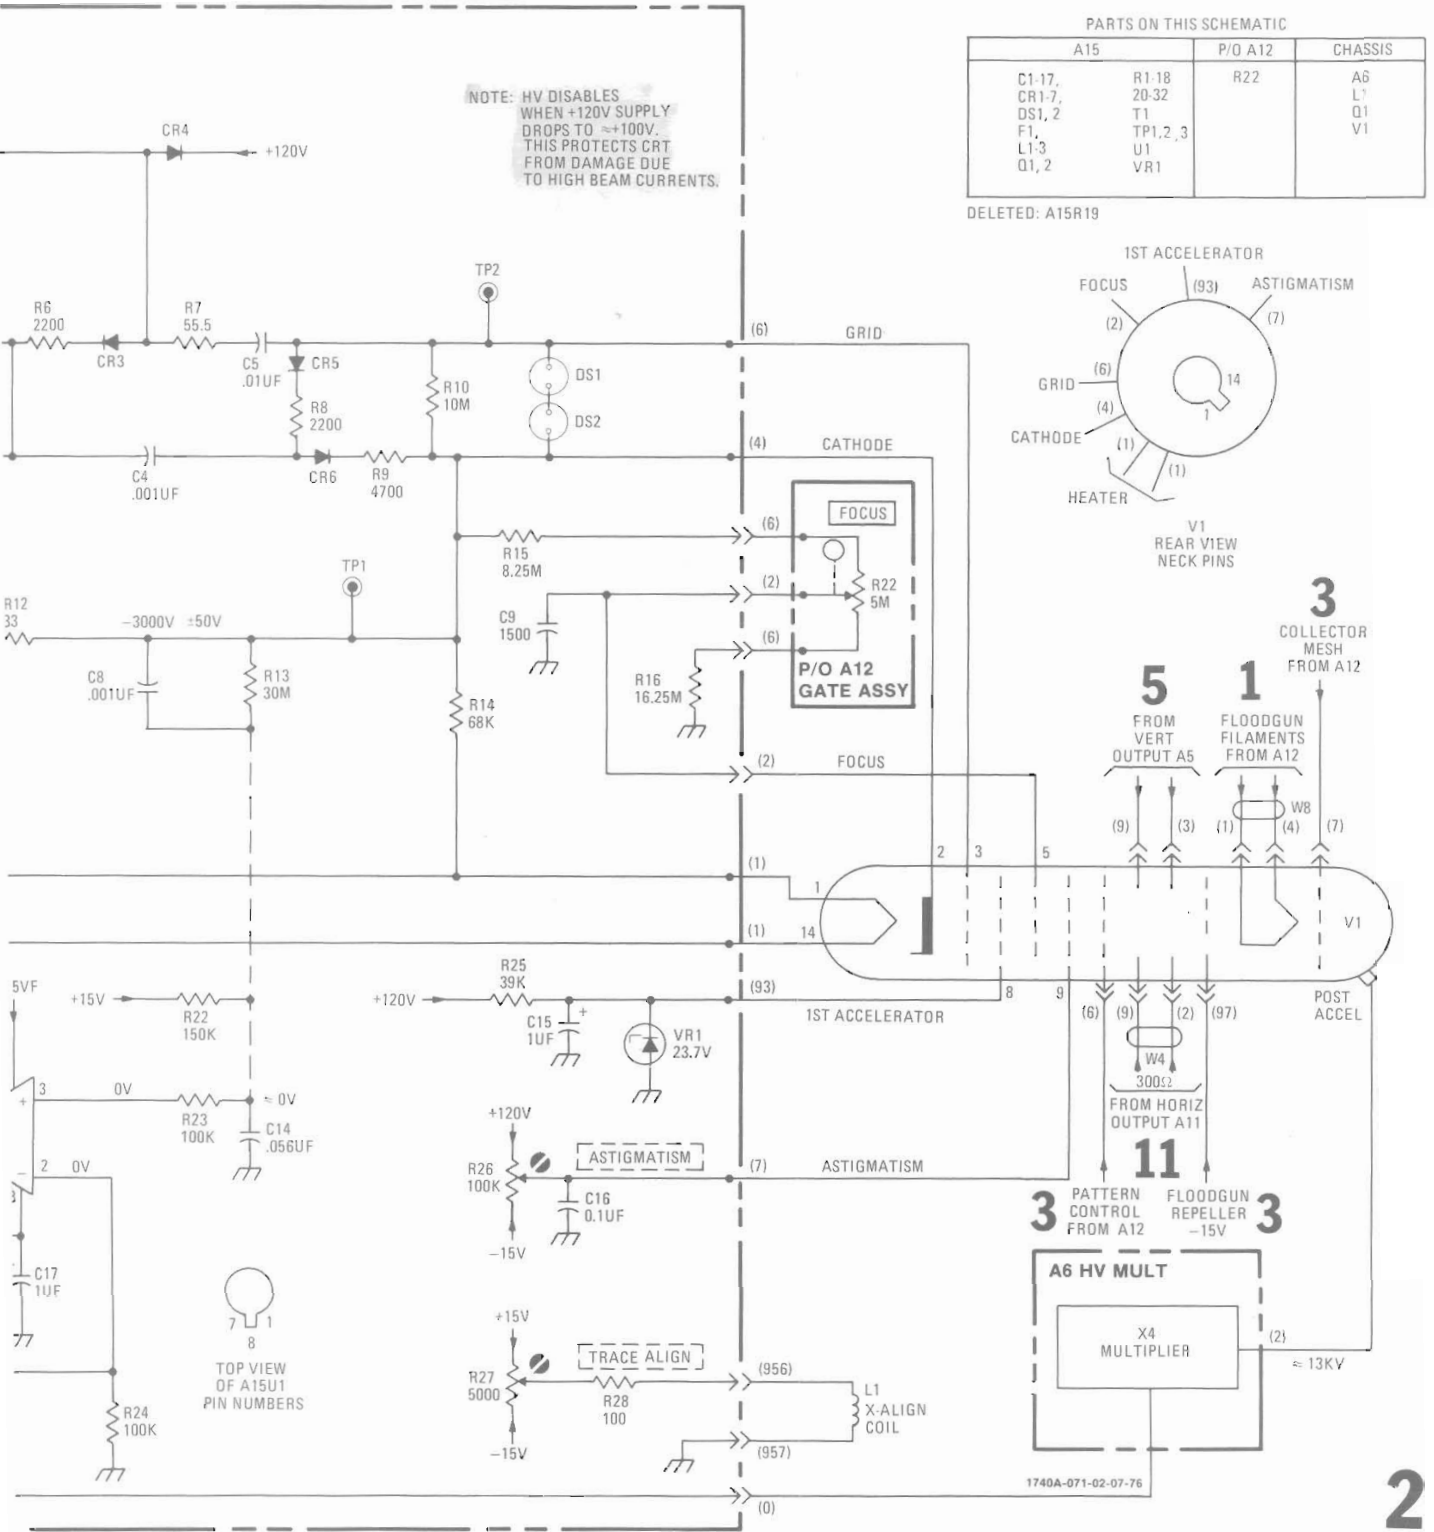 PARTS ON THIS SCHEMATIC
A15 P/O A12 CHASSIS
C1-17, R1-18 R22 A6
CR1-7, 20-32 L1
DS1, 2 T1 Q1
F1, TP1,2,3 V1
L1-3 U1
Q1, 2 VR1
DELETED: A15R19
NOTE: HV DISABLES
WHEN +120V SUPPLY
DROPS TO ≈+100V.
THIS PROTECTS CRT
FROM DAMAGE DUE
TO HIGH BEAM CURRENTS.
CR4
+120V
TP2
R6
2200
CR3
R7
55.5
C5
.01UF
CR5
R8
2200
R10
10M
DS1
DS2
(6)
GRID
C4
.001UF
CR6
R9
4700
(4)
CATHODE
1ST ACCELERATOR
(93)
FOCUS
(2)
ASTIGMATISM
(7)
GRID
(6)
14
1
CATHODE
(4)
(1)
(1)
HEATER
V1
REAR VIEW
NECK PINS
R15
8.25M
(6)
FOCUS
R22
5M
(2)
(6)
P/O A12
GATE ASSY
C9
1500
R16
16.25M
TP1
R12
33
−3000V ±50V
C8
.001UF
R13
30M
R14
68K
(2)
FOCUS
3
COLLECTOR
MESH
FROM A12
5
FROM
VERT
OUTPUT A5
1
FLOODGUN
FILAMENTS
FROM A12
W8
(9)
(3)
(1)
(4)
(7)
2
3
5
(1)
1
(1)
14
V1
8
9
POST
ACCEL
5VF
+15V
R22
150K
+120V
R25
39K
C15
1UF
+
VR1
23.7V
(93)
1ST ACCELERATOR
(6)
(9)
(2)
(97)
W4
300Ω
FROM HORIZ
OUTPUT A11
11
3
0V
R23
100K
≈ 0V
C14
.056UF
+
−
2
0V
+120V
R26
100K
−15V
ASTIGMATISM
C16
0.1UF
(7)
ASTIGMATISM
3
PATTERN
CONTROL
FROM A12
FLOODGUN
REPELLER
−15V
3
C17
1UF
7
1
8
TOP VIEW
OF A15U1
PIN NUMBERS
R24
100K
+15V
R27
5000
−15V
TRACE ALIGN
R28
100
(956)
L1
X-ALIGN
COIL
(957)
A6 HV MULT
X4
MULTIPLIER
(2)
≈ 13KV
1740A-071-02-07-76
(0)
2